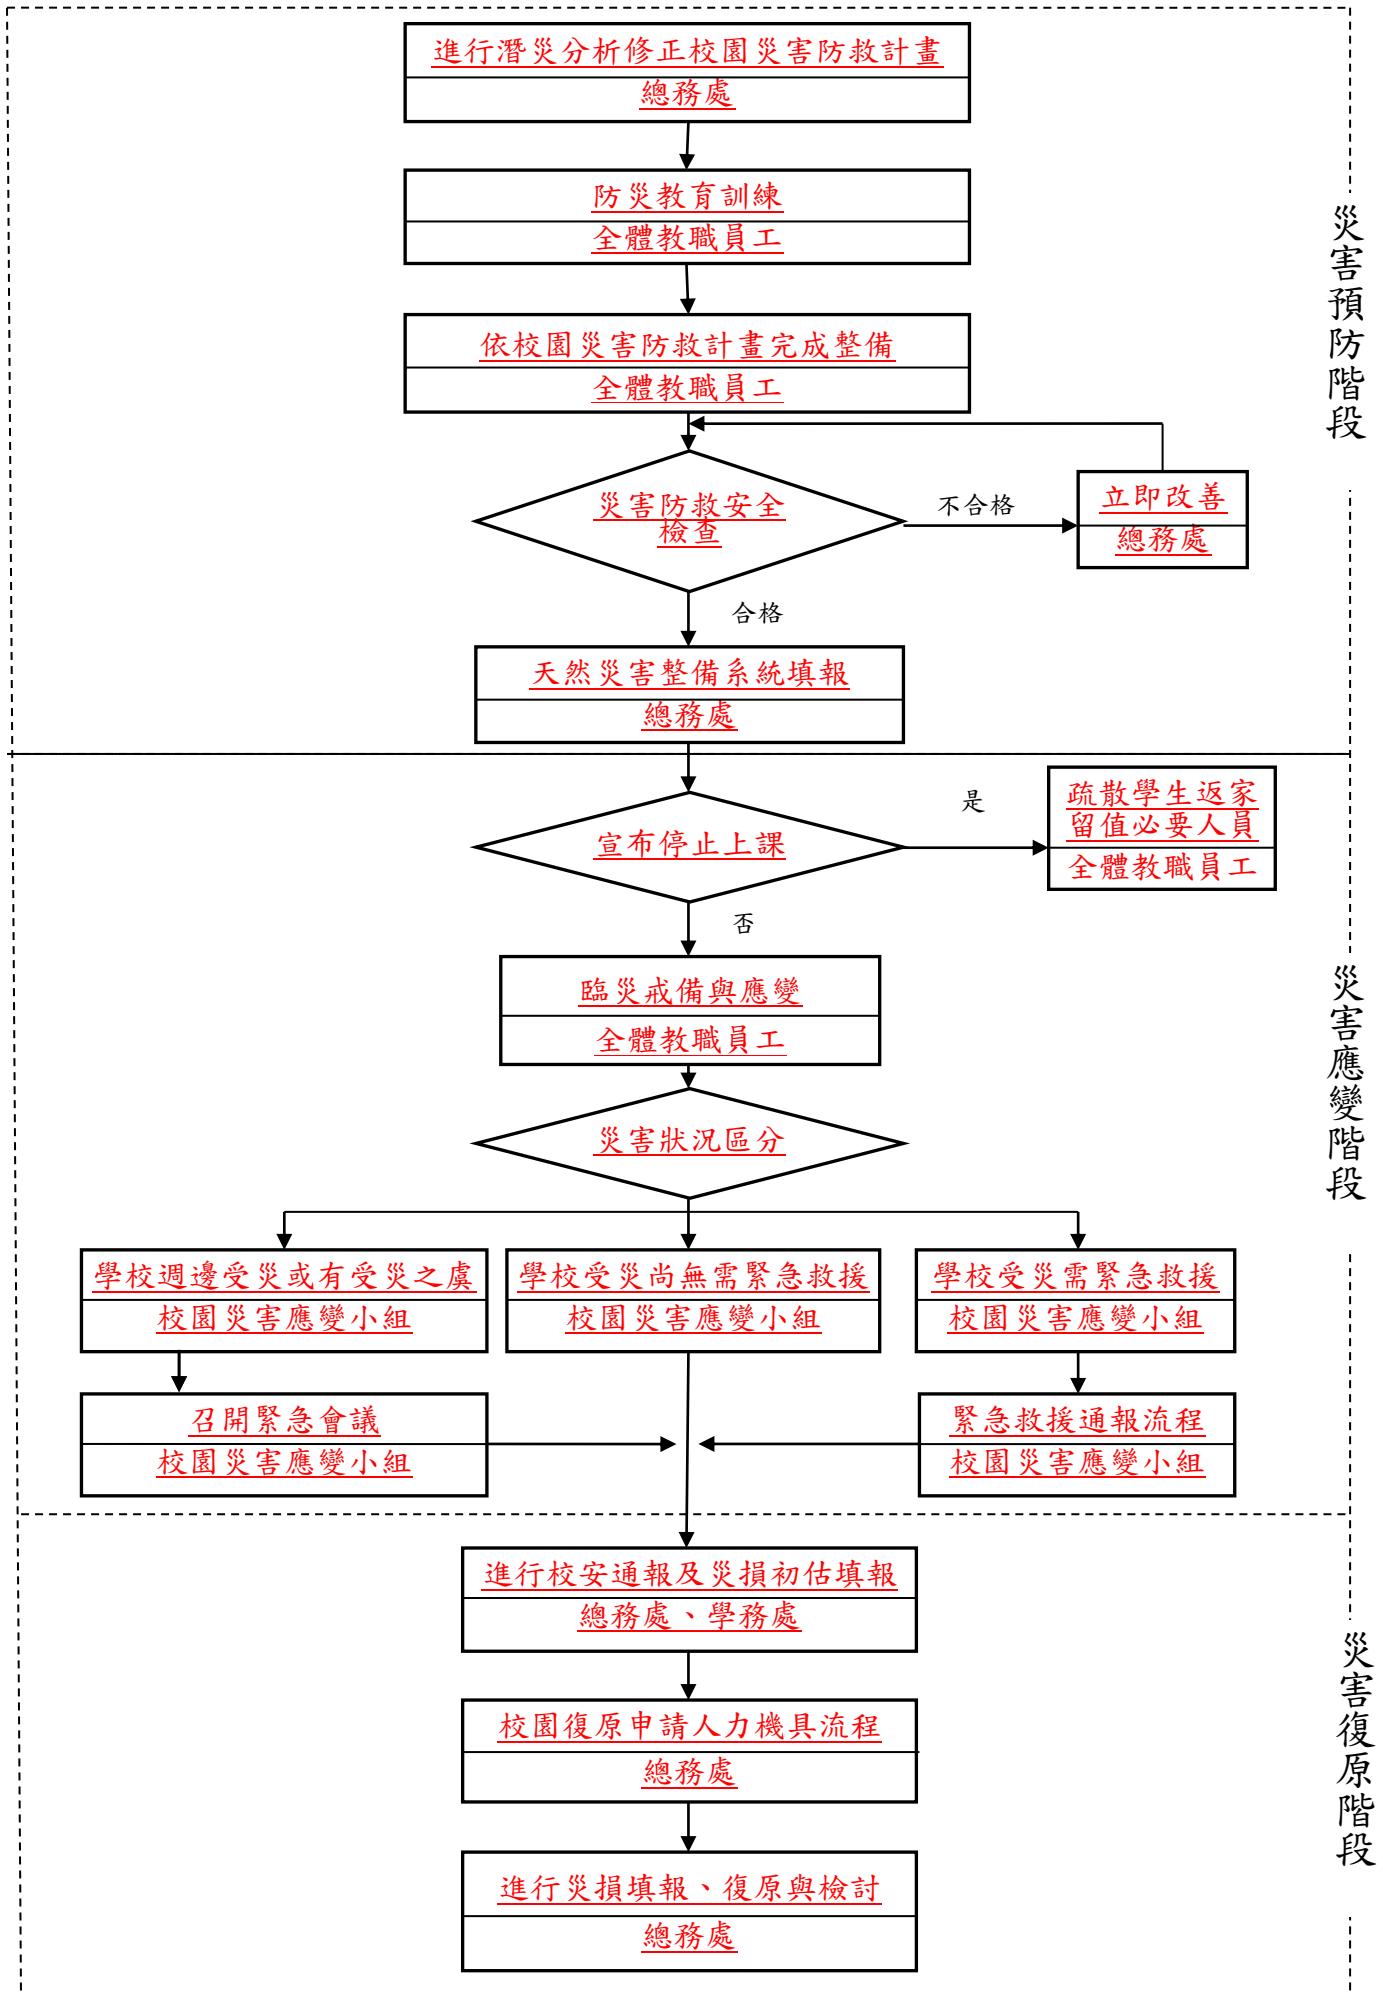 進行潛災分析修正校園災害防救計畫
總務處
防災教育訓練
全體教職員工
依校園災害防救計畫完成整備
全體教職員工
災害防救安全
檢查
不合格
立即改善
總務處
合格
天然災害整備系統填報
總務處
災害預防階段
宣布停止上課
是
疏散學生返家
留值必要人員
全體教職員工
否
臨災戒備與應變
全體教職員工
災害狀況區分
學校週邊受災或有受災之虞
校園災害應變小組
學校受災尚無需緊急救援
校園災害應變小組
學校受災需緊急救援
校園災害應變小組
召開緊急會議
校園災害應變小組
緊急救援通報流程
校園災害應變小組
災害應變階段
進行校安通報及災損初估填報
總務處、學務處
校園復原申請人力機具流程
總務處
進行災損填報、復原與檢討
總務處
災害復原階段